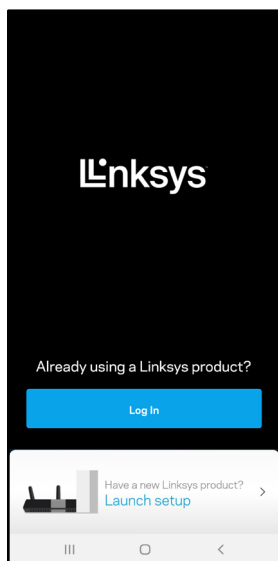 Linksys
Already using a Linksys product?
Log In
Have a new Linksys product?
Launch setup